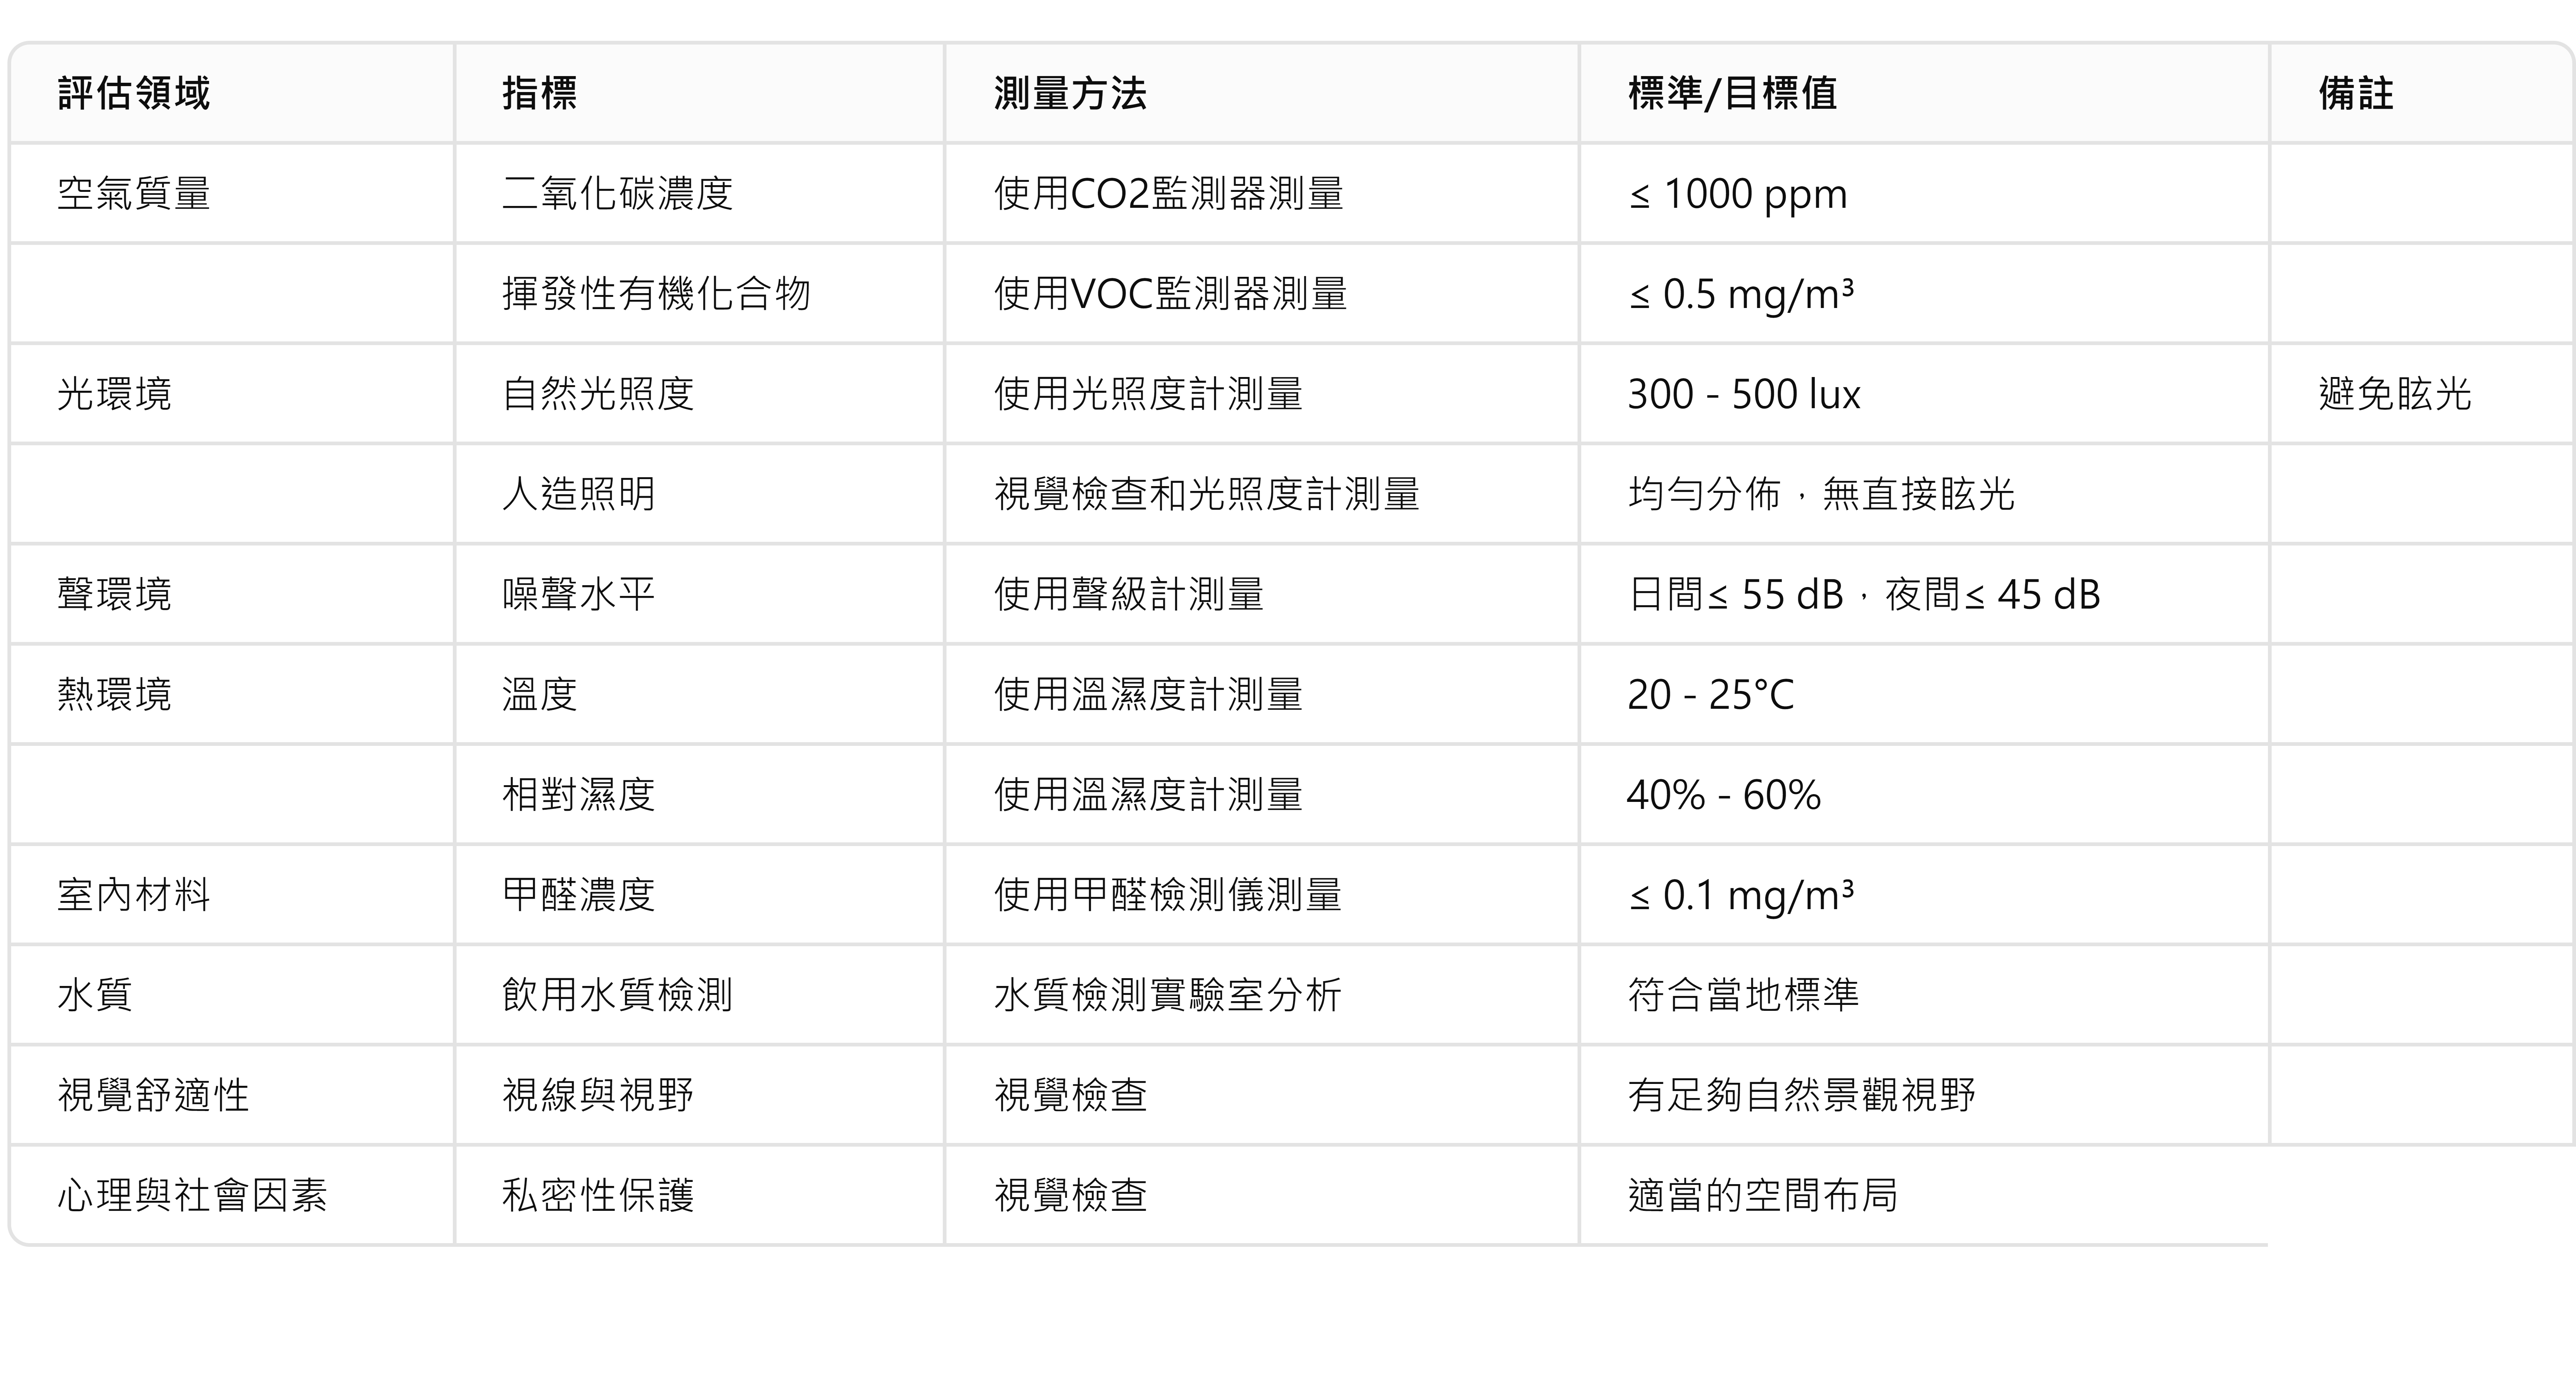 評估領域 指標 測量方法 標準/目標值 備註
空氣質量 二氧化碳濃度 使用CO2監測器測量 ≤ 1000 ppm
揮發性有機化合物 使用VOC監測器測量 ≤ 0.5 mg/m³
光環境 自然光照度 使用光照度計測量 300 - 500 lux 避免眩光
人造照明 視覺檢查和光照度計測量 均勻分佈，無直接眩光
聲環境 噪聲水平 使用聲級計測量 日間≤ 55 dB，夜間≤ 45 dB
熱環境 溫度 使用溫濕度計測量 20 - 25°C
相對濕度 使用溫濕度計測量 40% - 60%
室內材料 甲醛濃度 使用甲醛檢測儀測量 ≤ 0.1 mg/m³
水質 飲用水質檢測 水質檢測實驗室分析 符合當地標準
視覺舒適性 視線與視野 視覺檢查 有足夠自然景觀視野
心理與社會因素 私密性保護 視覺檢查 適當的空間布局